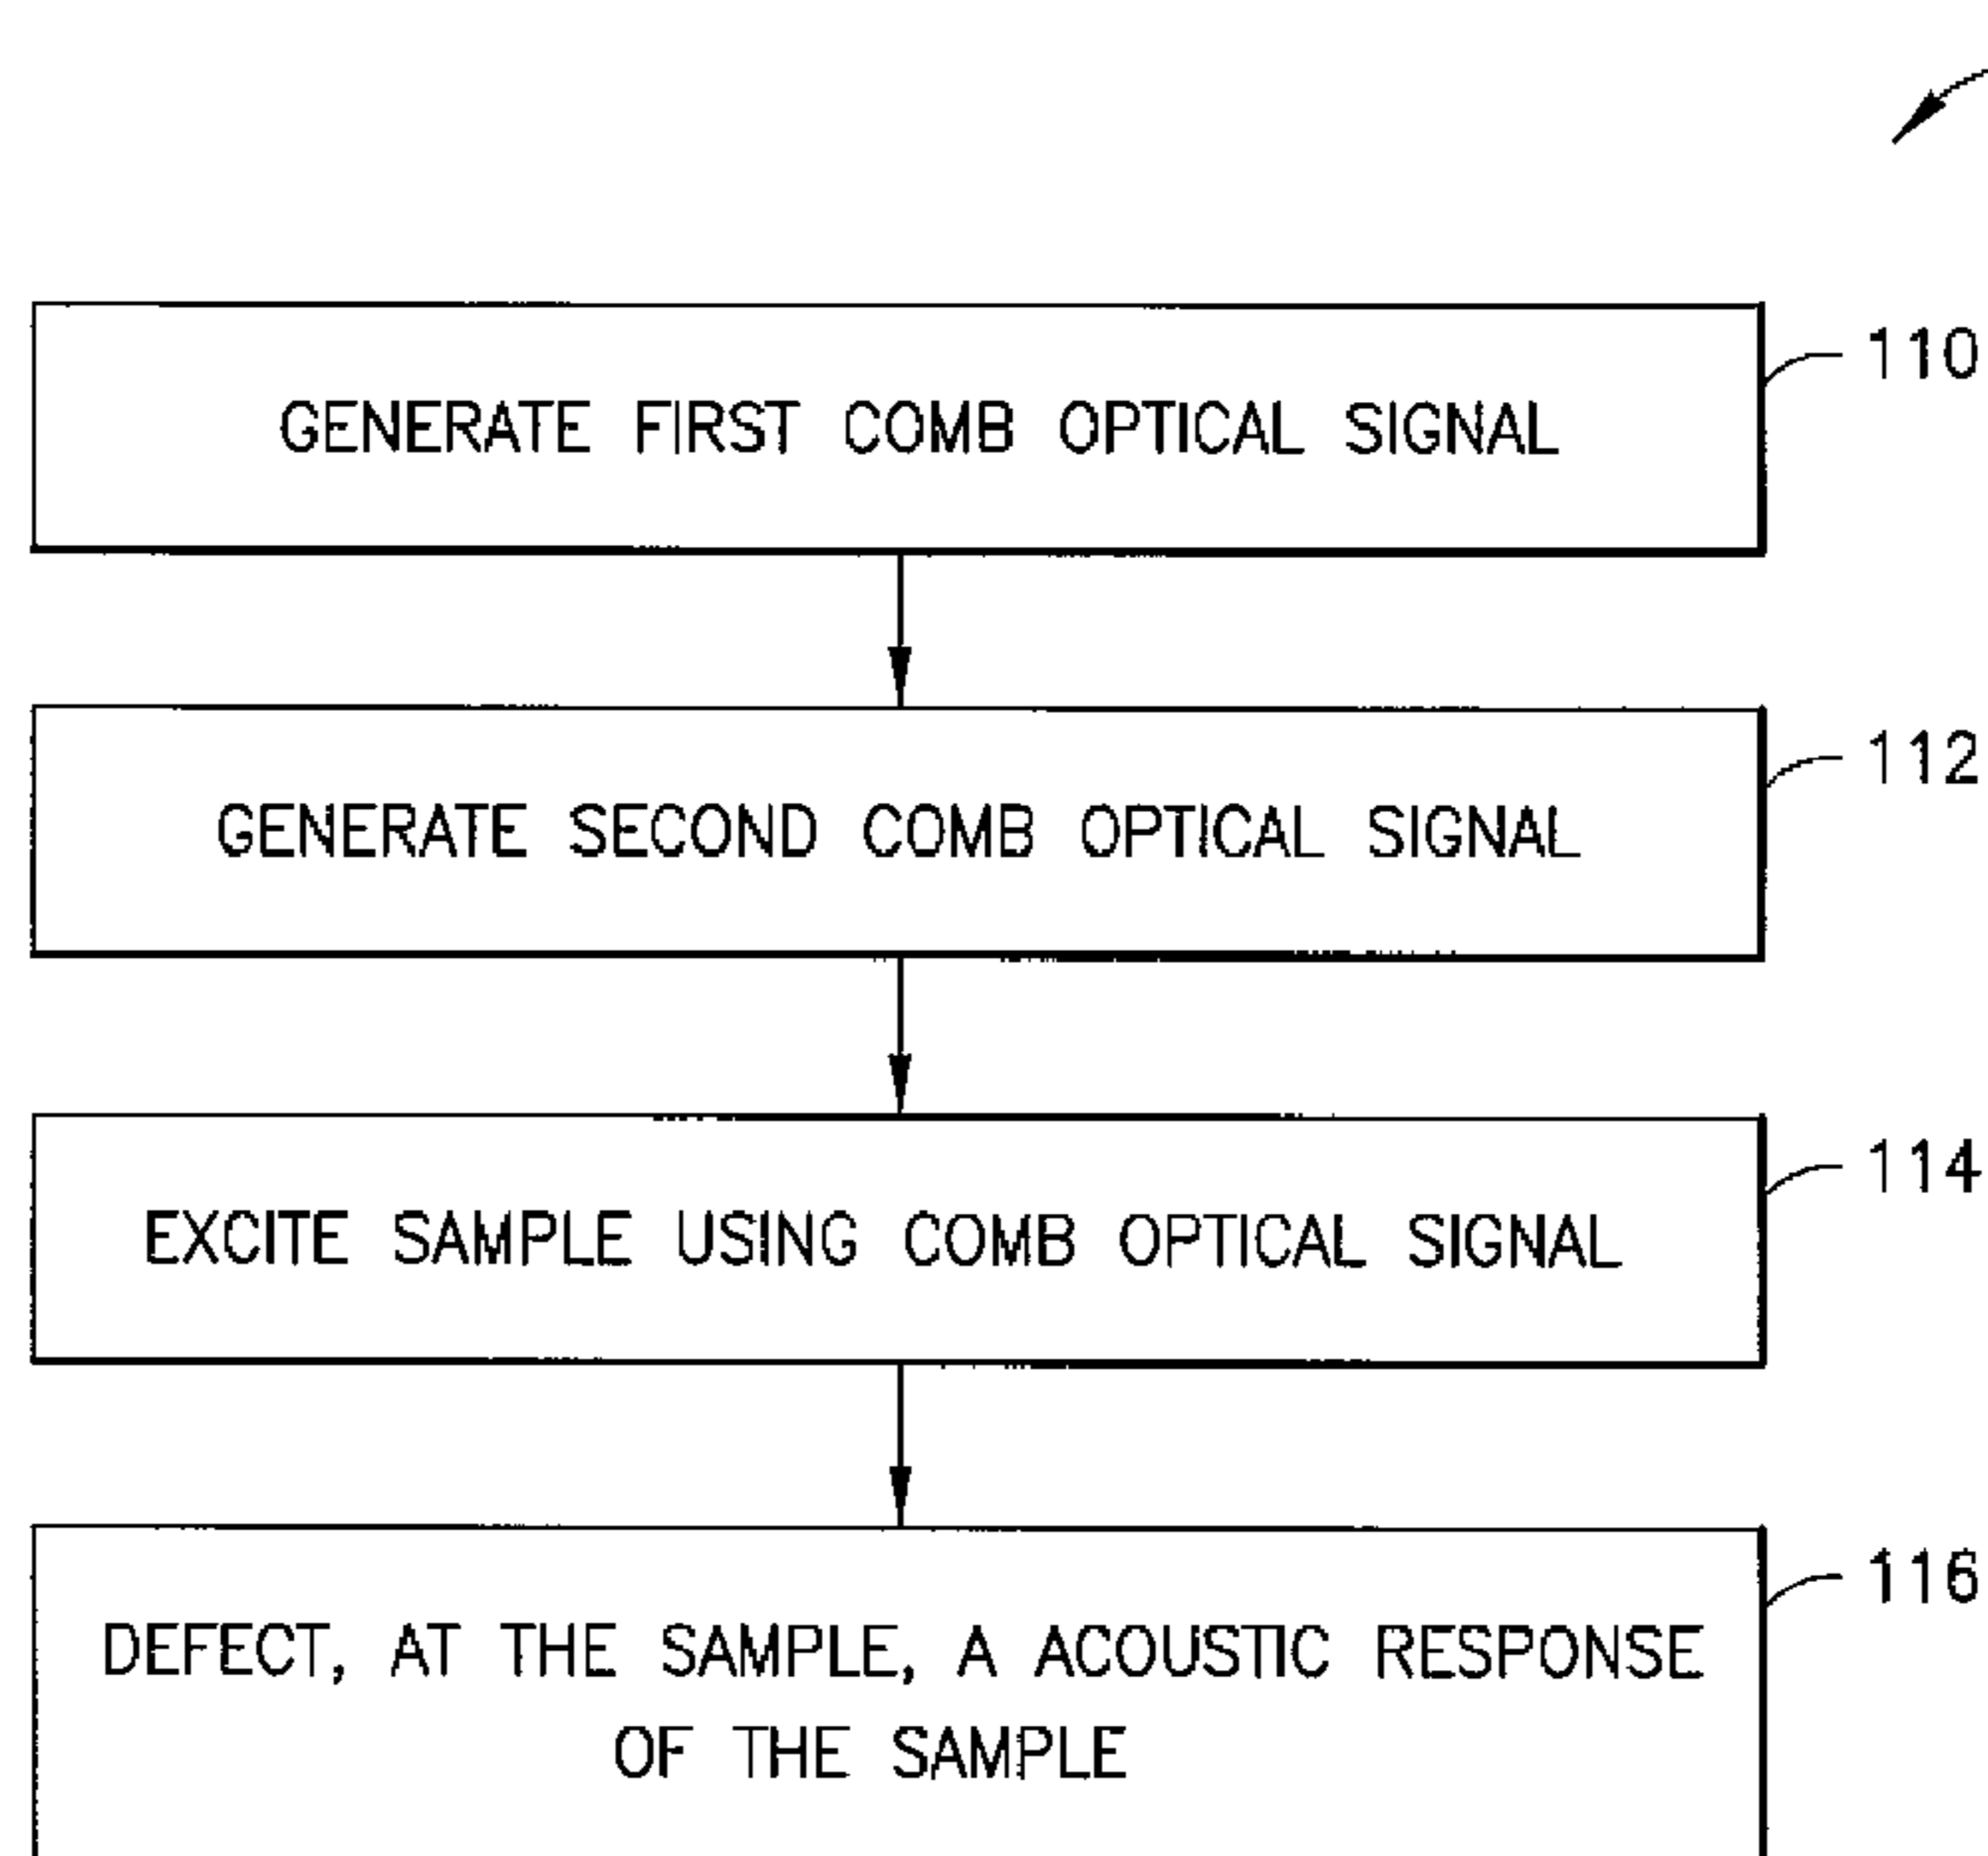 GENERATE FIRST COMB OPTICAL SIGNAL
110
GENERATE SECOND COMB OPTICAL SIGNAL
112
EXCITE SAMPLE USING COMB OPTICAL SIGNAL
114
DEFECT, AT THE SAMPLE, A ACOUSTIC RESPONSE
OF THE SAMPLE
116